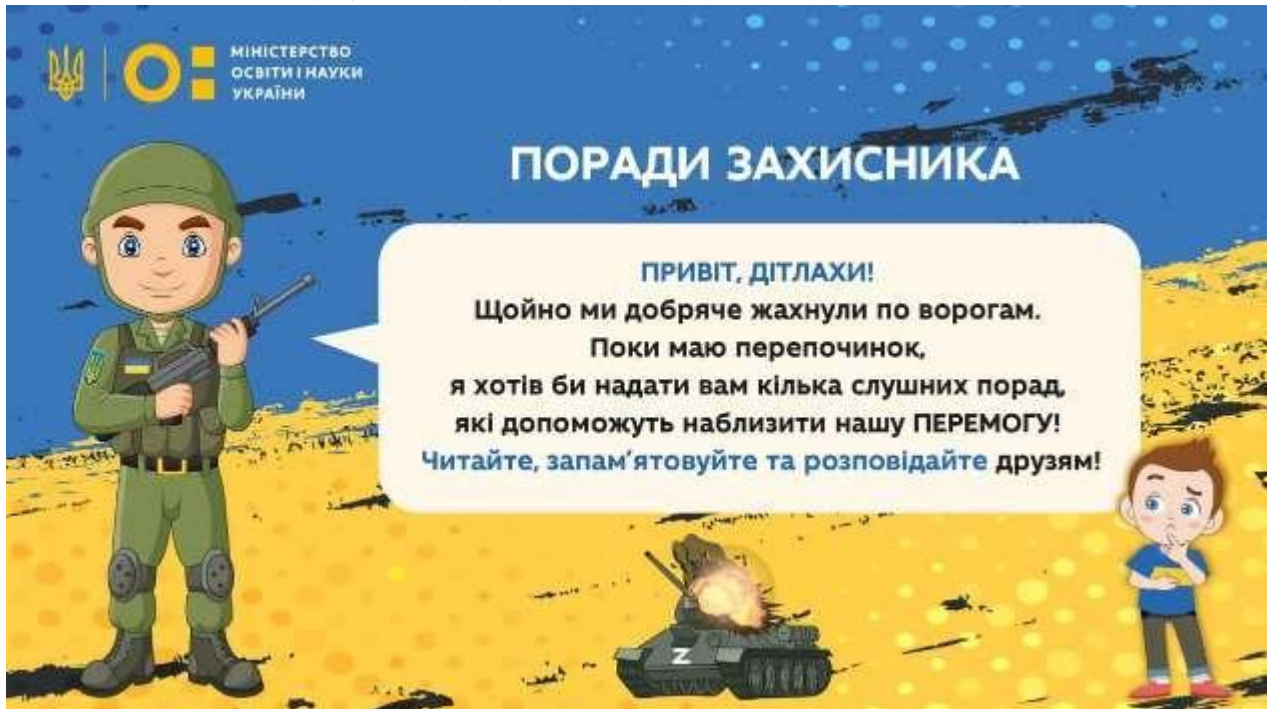 МІНІСТЕРСТВО
ОСВІТИ І НАУКИ
УКРАЇНИ
ПОРАДИ ЗАХИСНИКА
ПРИВІТ, ДІТЛАХИ!
Щойно ми добряче жахнули по ворогам.
Поки маю перепочинок,
я хотів би надати вам кілька слушних порад,
які допоможуть наблизити нашу ПЕРЕМОГУ!
Читайте, запам’ятовуйте та розповідайте друзям!
Z